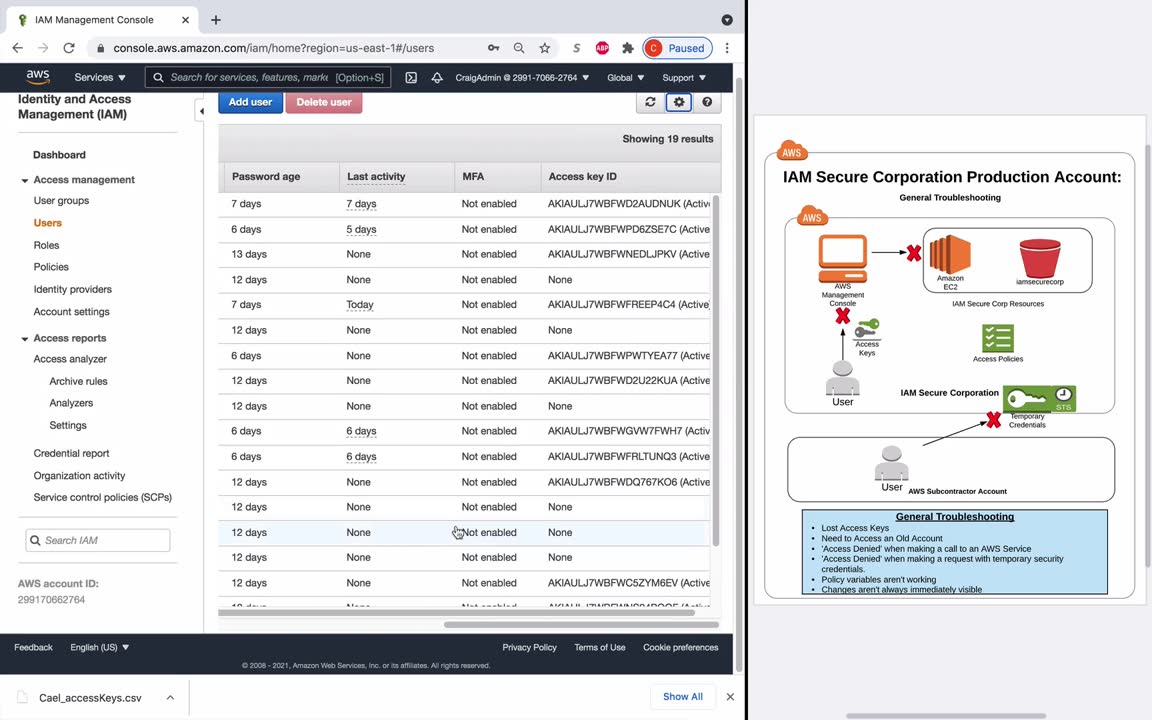 IAM Management Console
console.aws.amazon.com/iam/home?region=us-east-1#/users
S
ABP
C Paused
aws
Services
Search for services, features, marke [Option+S]
CraigAdmin @ 2991-7066-2764
Global
Support
Identity and Access
Management (IAM)
Dashboard
Access management
User groups
Users
Roles
Policies
Identity providers
Account settings
Access reports
Access analyzer
Archive rules
Analyzers
Settings
Credential report
Organization activity
Service control policies (SCPs)
Search IAM
AWS account ID:
299170662764
Add user
Delete user
Showing 19 results
Password age Last activity MFA Access key ID
7 days 7 days Not enabled AKIAULJ7WBFWD2AUDNUK (Activ
6 days 5 days Not enabled AKIAULJ7WBFWPD6ZSE7C (Activ
13 days None Not enabled AKIAULJ7WBFWNEDLJPKV (Activ
12 days None Not enabled None
7 days Today Not enabled AKIAULJ7WBFWFREEP4C4 (Active
12 days None Not enabled None
6 days None Not enabled AKIAULJ7WBFWPWTYEA77 (Active
12 days None Not enabled AKIAULJ7WBFWD2U22KUA (Active
12 days None Not enabled None
6 days 6 days Not enabled AKIAULJ7WBFWGVW7FWH7 (Activ
6 days 6 days Not enabled AKIAULJ7WBFWFRLTUNQ3 (Active
12 days None Not enabled AKIAULJ7WBFWDQ767KO6 (Active
12 days None Not enabled None
12 days None Not enabled None
12 days None Not enabled None
12 days None Not enabled AKIAULJ7WBFWC5ZYM6EV (Active
Feedback
English (US)
Privacy Policy
Terms of Use
Cookie preferences
© 2008 - 2021, Amazon Web Services, Inc. or its affiliates. All rights reserved.
Cael_accessKeys.csv
Show All
AWS
IAM Secure Corporation Production Account:
General Troubleshooting
AWS
AWS
Management
Console
Amazon
EC2
iamsecurecorp
IAM Secure Corp Resources
Access
Keys
Access Policies
User
IAM Secure Corporation
STS
Temporary
Credentials
User
AWS Subcontractor Account
General Troubleshooting
• Lost Access Keys
• Need to Access an Old Account
• 'Access Denied' when making a call to an AWS Service
• 'Access Denied' when making a request with temporary security
credentials.
• Policy variables aren't working
• Changes aren't always immediately visible